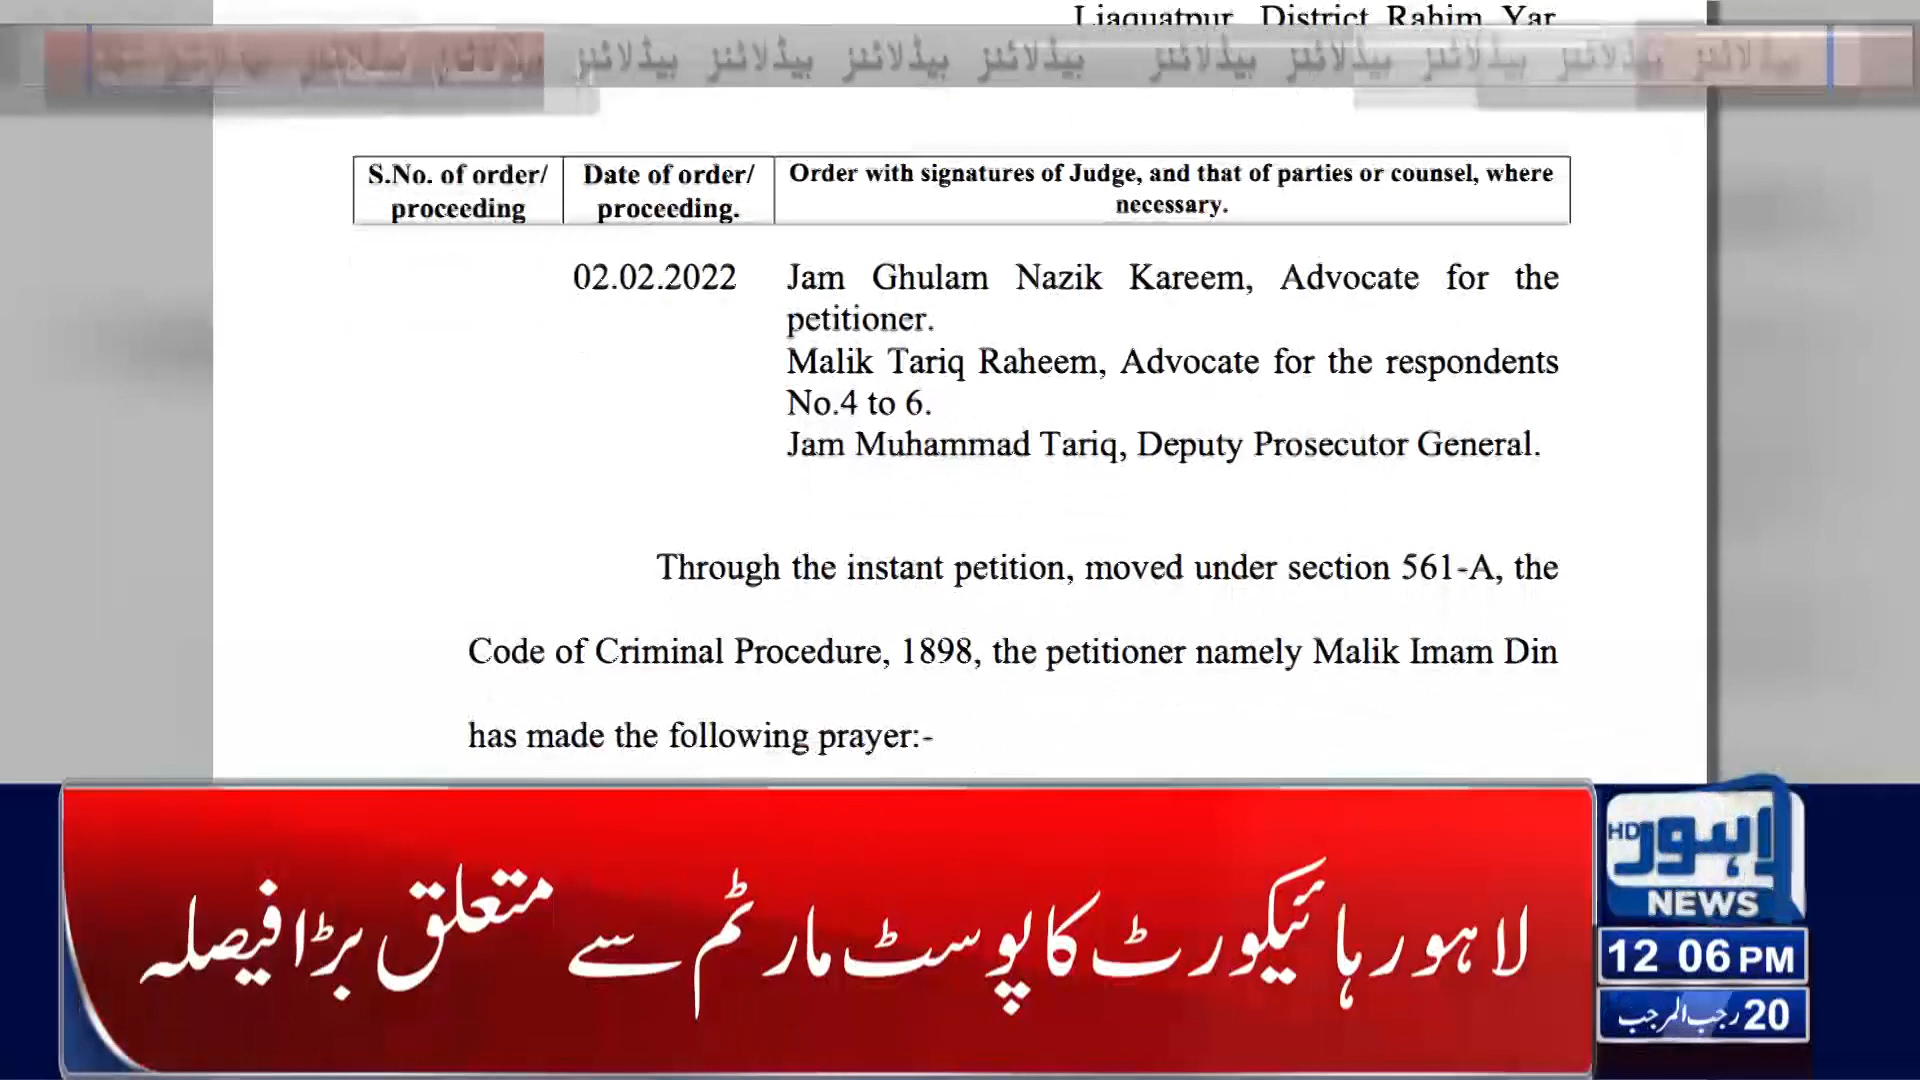 Liaquatpur, District Rahim Yar
ہیڈلائنز ہیڈلائنز ہیڈلائنز ہیڈلائنز ہیڈلائنز ہیڈلائنز ہیڈلائنز ہیڈلائنز ہیڈلائنز
S.No. of order/ proceeding
Date of order/ proceeding.
Order with signatures of Judge, and that of parties or counsel, where
necessary.
02.02.2022
Jam Ghulam Nazik Kareem, Advocate for the
petitioner.
Malik Tariq Raheem, Advocate for the respondents
No.4 to 6.
Jam Muhammad Tariq, Deputy Prosecutor General.
Through the instant petition, moved under section 561-A, the
Code of Criminal Procedure, 1898, the petitioner namely Malik Imam Din
has made the following prayer:-
لاہور ہائیکورٹ کا پوسٹ مارٹم سے متعلق بڑا فیصلہ
لاہور HD
NEWS
12 06 PM
20 رجب المرجب